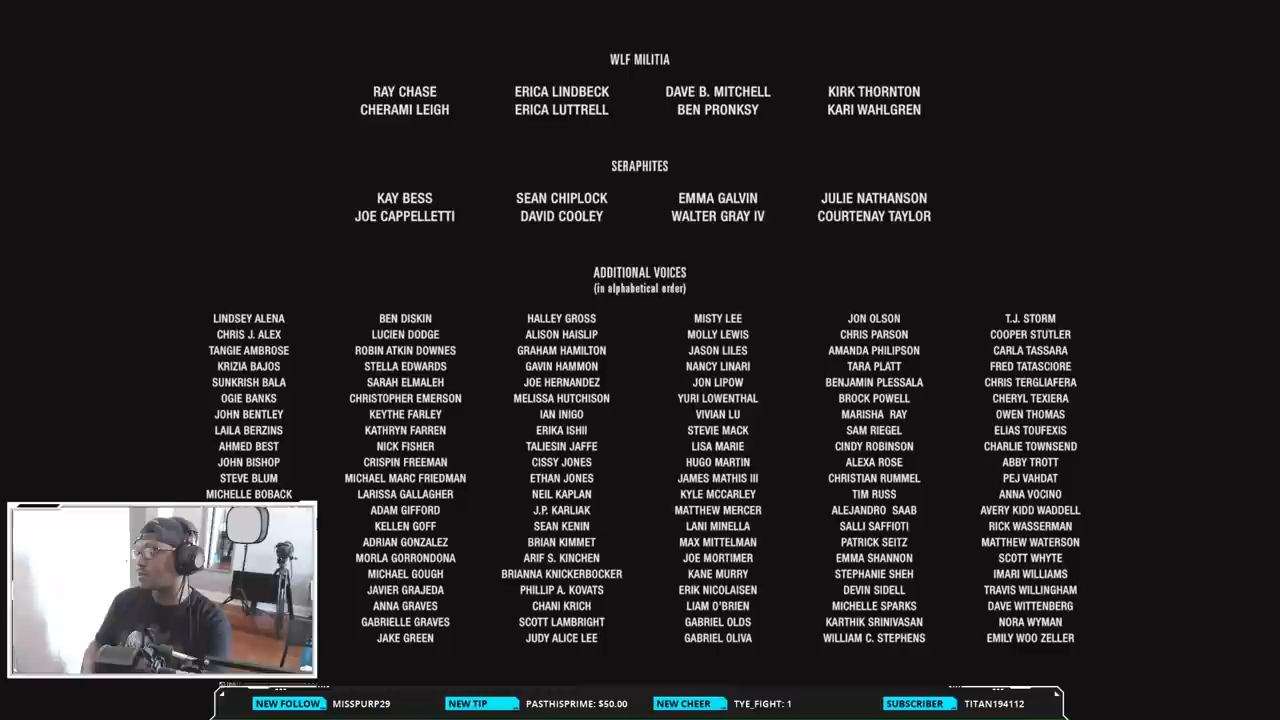 WLF MILITIA
RAY CHASE ERICA LINDBECK DAVE B. MITCHELL KIRK THORNTON
CHERAMI LEIGH ERICA LUTTRELL BEN PRONKSY KARI WAHLGREN
SERAPHITES
KAY BESS SEAN CHIPLOCK EMMA GALVIN JULIE NATHANSON
JOE CAPPELLETTI DAVID COOLEY WALTER GRAY IV COURTENAY TAYLOR
ADDITIONAL VOICES
(in alphabetical order)
LINDSEY ALENA BEN DISKIN HALLEY GROSS MISTY LEE JON OLSON T.J. STORM
CHRIS J. ALEX LUCIEN DODGE ALISON HAISLIP MOLLY LEWIS CHRIS PARSON COOPER STUTLER
TANGIE AMBROSE ROBIN ATKIN DOWNES GRAHAM HAMILTON JASON LILES AMANDA PHILIPSON CARLA TASSARA
KRIZIA BAJOS STELLA EDWARDS GAVIN HAMMON NANCY LINARI TARA PLATT FRED TATASCIORE
SUNKRISH BALA SARAH ELMALEH JOE HERNANDEZ JON LIPOW BENJAMIN PLESSALA CHRIS TERGLIAFERA
OGIE BANKS CHRISTOPHER EMERSON MELISSA HUTCHISON YURI LOWENTHAL BROCK POWELL CHERYL TEXIERA
JOHN BENTLEY KEYTHE FARLEY IAN INIGO VIVIAN LU MARISHA RAY OWEN THOMAS
LAILA BERZINS KATHRYN FARREN ERIKA ISHII STEVIE MACK SAM RIEGEL ELIAS TOUFEXIS
AHMED BEST NICK FISHER TALIESIN JAFFE LISA MARIE CINDY ROBINSON CHARLIE TOWNSEND
JOHN BISHOP CRISPIN FREEMAN CISSY JONES HUGO MARTIN ALEXA ROSE ABBY TROTT
STEVE BLUM MICHAEL MARC FRIEDMAN ETHAN JONES JAMES MATHIS III CHRISTIAN RUMMEL PEJ VAHDAT
MICHELLE BOBACK LARISSA GALLAGHER NEIL KAPLAN KYLE MCCARLEY TIM RUSS ANNA VOCINO
ADAM GIFFORD J.P. KARLIAK MATTHEW MERCER ALEJANDRO SAAB AVERY KIDD WADDELL
KELLEN GOFF SEAN KENIN LANI MINELLA SALLI SAFFIOTI RICK WASSERMAN
ADRIAN GONZALEZ BRIAN KIMMET MAX MITTELMAN PATRICK SEITZ MATTHEW WATERSON
MORLA GORRONDONA ARIF S. KINCHEN JOE MORTIMER EMMA SHANNON SCOTT WHYTE
MICHAEL GOUGH BRIANNA KNICKERBOCKER KANE MURRY STEPHANIE SHEH IMARI WILLIAMS
JAVIER GRAJEDA PHILLIP A. KOVATS ERIK NICOLAISEN DEVIN SIDELL TRAVIS WILLINGHAM
ANNA GRAVES CHANI KRICH LIAM O'BRIEN MICHELLE SPARKS DAVE WITTENBERG
GABRIELLE GRAVES SCOTT LAMBRIGHT GABRIEL OLDS KARTHIK SRINIVASAN NORA WYMAN
JAKE GREEN JUDY ALICE LEE GABRIEL OLIVA WILLIAM C. STEPHENS EMILY WOO ZELLER
NEW FOLLOW MISSPURP29 NEW TIP PASTHISPRIME: $50.00 NEW CHEER TYE_FIGHT: 1 SUBSCRIBER TITAN194112